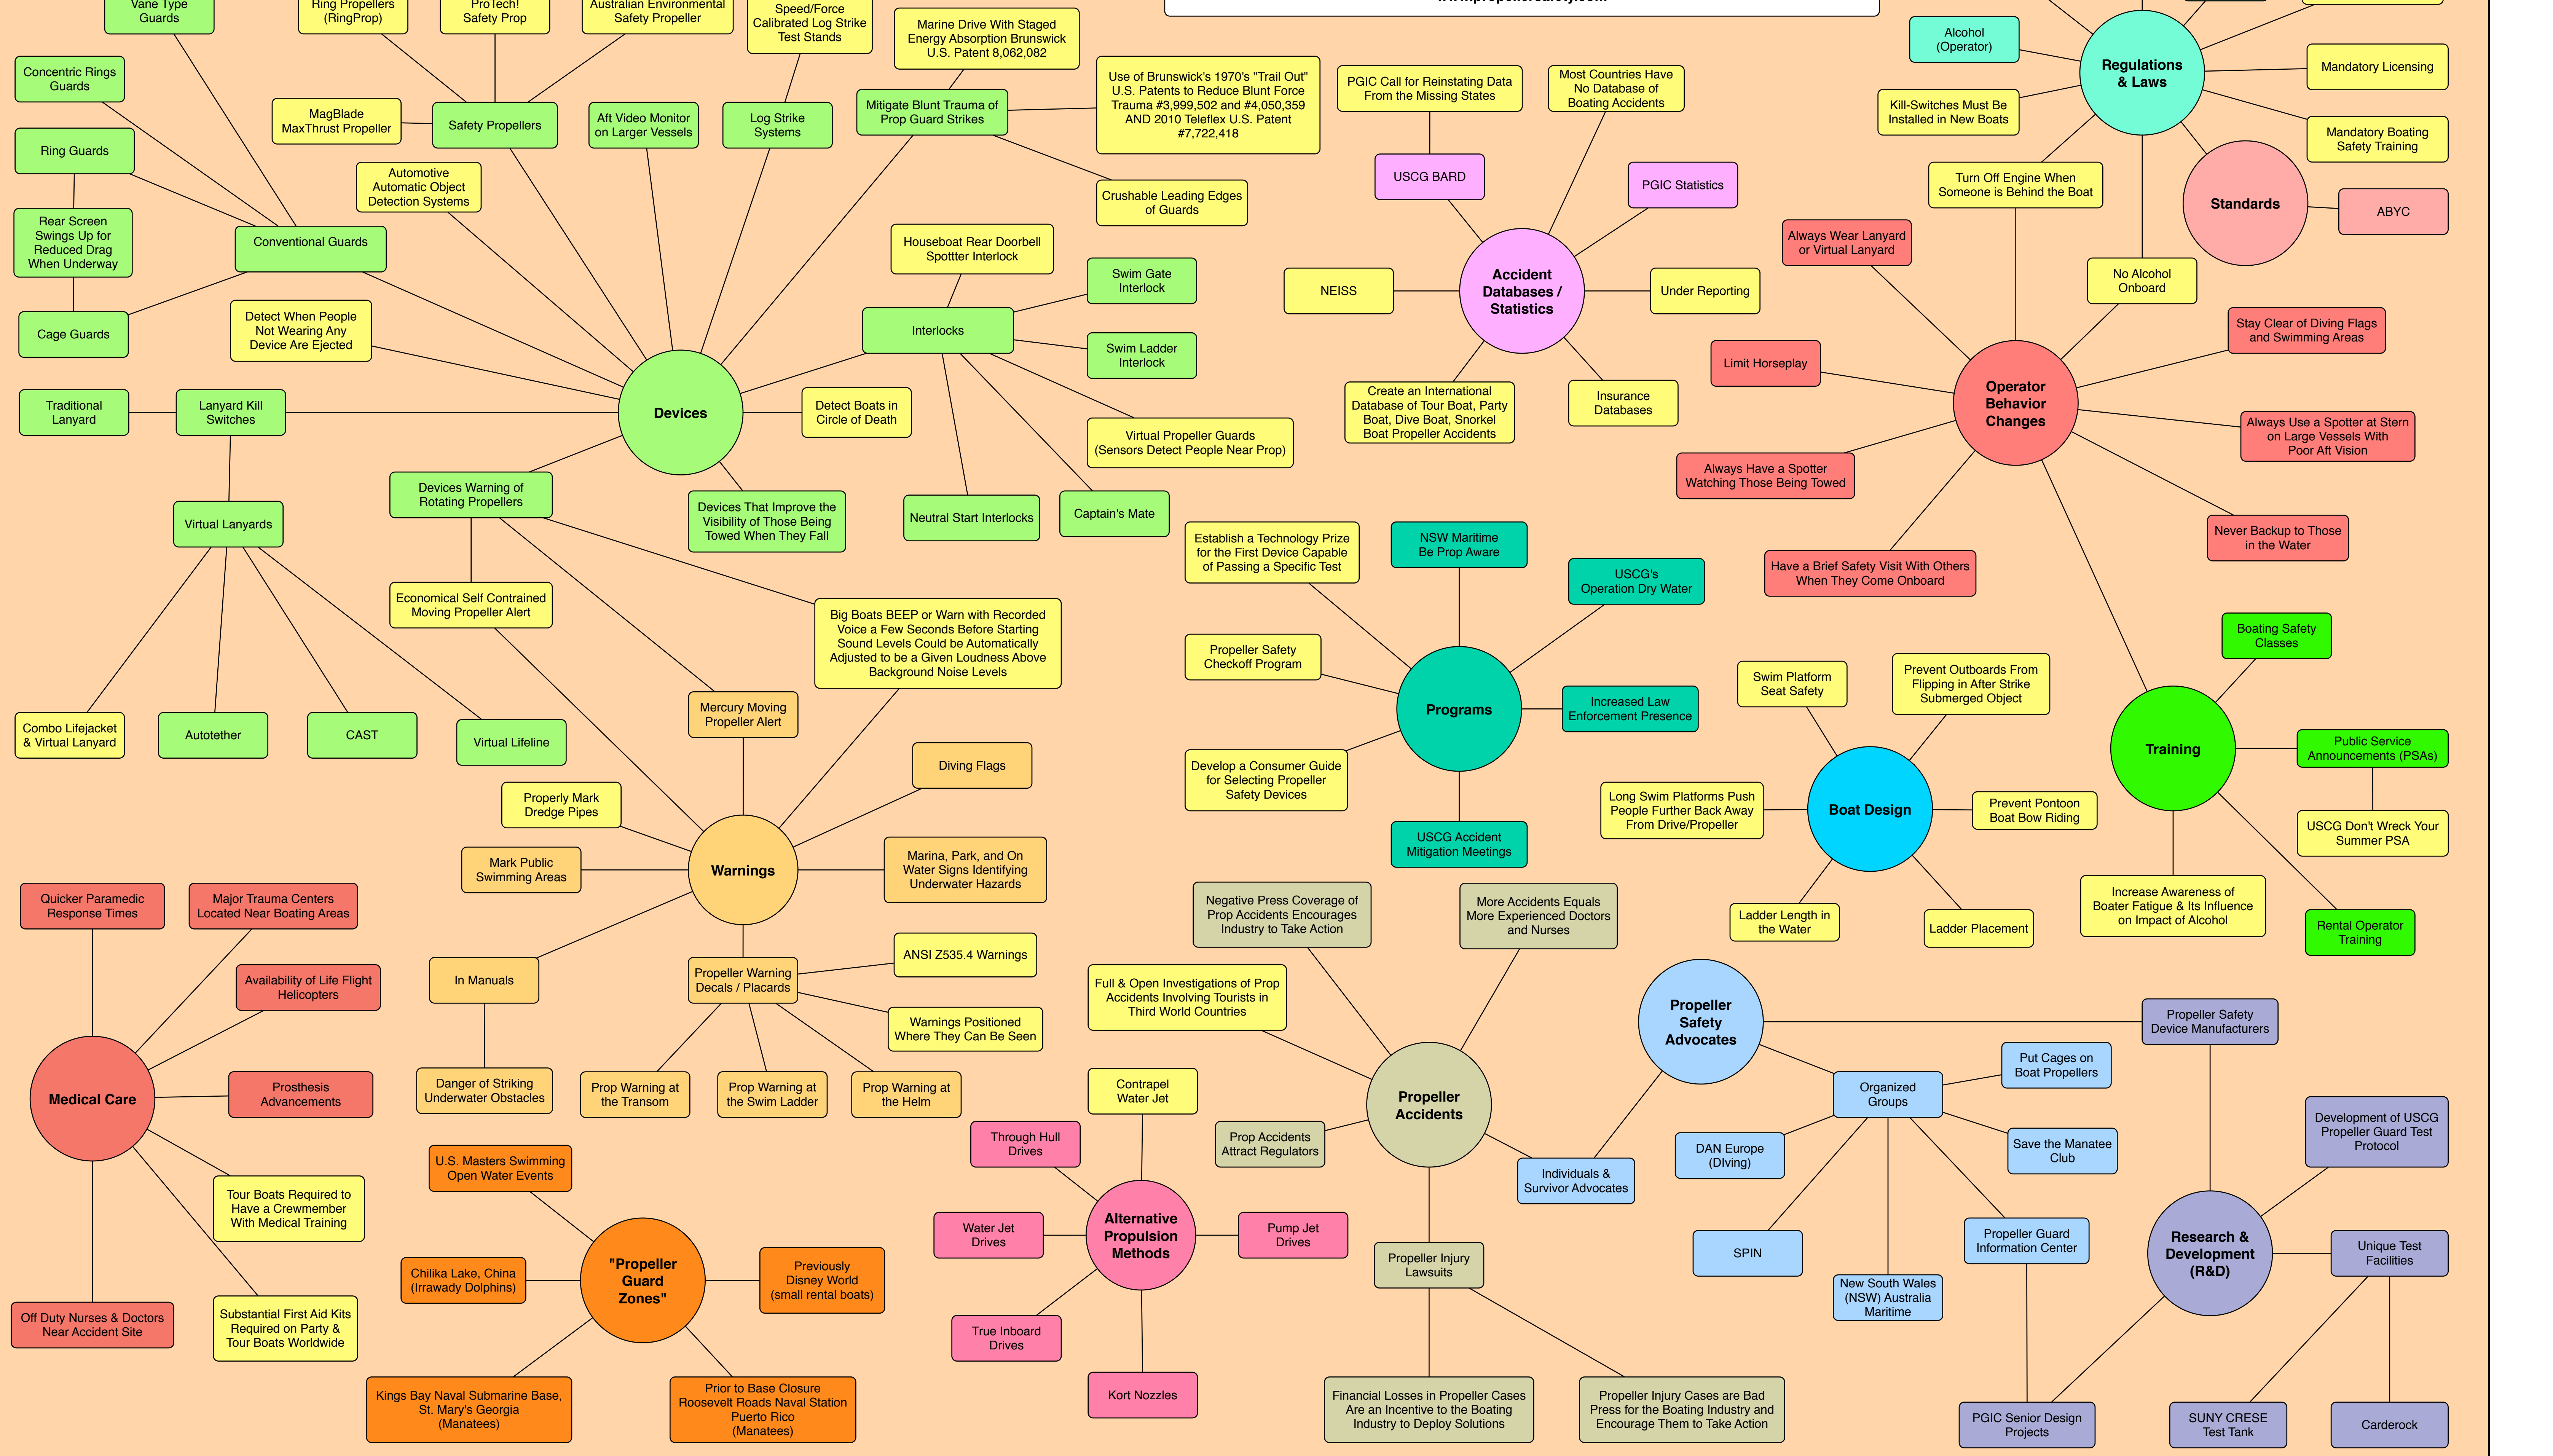 www.propellersafety.com
Vane Type
Guards
Ring Propellers
(RingProp)
ProTech!
Safety Prop
Australian Environmental
Safety Propeller
Speed/Force
Calibrated Log Strike
Test Stands
Marine Drive With Staged
Energy Absorption Brunswick
U.S. Patent 8,062,082
Concentric Rings
Guards
MagBlade
MaxThrust Propeller
Safety Propellers
Aft Video Monitor
on Larger Vessels
Log Strike
Systems
Mitigate Blunt Trauma of
Prop Guard Strikes
Use of Brunswick's 1970's "Trail Out"
U.S. Patents to Reduce Blunt Force
Trauma #3,999,502 and #4,050,359
AND 2010 Teleflex U.S. Patent
#7,722,418
Crushable Leading Edges
of Guards
Ring Guards
Automotive
Automatic Object
Detection Systems
Rear Screen
Swings Up for
Reduced Drag
When Underway
Conventional Guards
Cage Guards
Detect When People
Not Wearing Any
Device Are Ejected
Houseboat Rear Doorbell
Spottter Interlock
Swim Gate
Interlock
Interlocks
Swim Ladder
Interlock
Traditional
Lanyard
Lanyard Kill
Switches
Devices
Detect Boats in
Circle of Death
Virtual Propeller Guards
(Sensors Detect People Near Prop)
Virtual Lanyards
Devices Warning of
Rotating Propellers
Devices That Improve the
Visibility of Those Being
Towed When They Fall
Neutral Start Interlocks
Captain's Mate
Economical Self Contrained
Moving Propeller Alert
Big Boats BEEP or Warn with Recorded
Voice a Few Seconds Before Starting
Sound Levels Could be Automatically
Adjusted to be a Given Loudness Above
Background Noise Levels
Combo Lifejacket
& Virtual Lanyard
Autotether
CAST
Virtual Lifeline
Mercury Moving
Propeller Alert
Diving Flags
Properly Mark
Dredge Pipes
Mark Public
Swimming Areas
Warnings
Marina, Park, and On
Water Signs Identifying
Underwater Hazards
In Manuals
Propeller Warning
Decals / Placards
ANSI Z535.4 Warnings
Warnings Positioned
Where They Can Be Seen
Danger of Striking
Underwater Obstacles
Prop Warning at
the Transom
Prop Warning at
the Swim Ladder
Prop Warning at
the Helm
PGIC Call for Reinstating Data
From the Missing States
Most Countries Have
No Database of
Boating Accidents
USCG BARD
PGIC Statistics
NEISS
Accident
Databases /
Statistics
Under Reporting
Create an International
Database of Tour Boat, Party
Boat, Dive Boat, Snorkel
Boat Propeller Accidents
Insurance
Databases
Alcohol
(Operator)
Regulations
& Laws
Mandatory Licensing
Kill-Switches Must Be
Installed in New Boats
Mandatory Boating
Safety Training
Turn Off Engine When
Someone is Behind the Boat
Standards
ABYC
Always Wear Lanyard
or Virtual Lanyard
No Alcohol
Onboard
Limit Horseplay
Operator
Behavior
Changes
Stay Clear of Diving Flags
and Swimming Areas
Always Use a Spotter at Stern
on Large Vessels With
Poor Aft Vision
Always Have a Spotter
Watching Those Being Towed
Never Backup to Those
in the Water
Have a Brief Safety Visit With Others
When They Come Onboard
Establish a Technology Prize
for the First Device Capable
of Passing a Specific Test
NSW Maritime
Be Prop Aware
USCG's
Operation Dry Water
Propeller Safety
Checkoff Program
Programs
Increased Law
Enforcement Presence
Develop a Consumer Guide
for Selecting Propeller
Safety Devices
USCG Accident
Mitigation Meetings
Swim Platform
Seat Safety
Prevent Outboards From
Flipping in After Strike
Submerged Object
Long Swim Platforms Push
People Further Back Away
From Drive/Propeller
Boat Design
Prevent Pontoon
Boat Bow Riding
Ladder Length in
the Water
Ladder Placement
Boating Safety
Classes
Training
Public Service
Announcements (PSAs)
USCG Don't Wreck Your
Summer PSA
Increase Awareness of
Boater Fatigue & Its Influence
on Impact of Alcohol
Rental Operator
Training
Quicker Paramedic
Response Times
Major Trauma Centers
Located Near Boating Areas
Availability of Life Flight
Helicopters
Medical Care
Prosthesis
Advancements
Tour Boats Required to
Have a Crewmember
With Medical Training
Off Duty Nurses & Doctors
Near Accident Site
Substantial First Aid Kits
Required on Party &
Tour Boats Worldwide
U.S. Masters Swimming
Open Water Events
Chilika Lake, China
(Irrawady Dolphins)
"Propeller
Guard
Zones"
Previously
Disney World
(small rental boats)
Kings Bay Naval Submarine Base,
St. Mary's Georgia
(Manatees)
Prior to Base Closure
Roosevelt Roads Naval Station
Puerto Rico
(Manatees)
Contrapel
Water Jet
Through Hull
Drives
Water Jet
Drives
Alternative
Propulsion
Methods
Pump Jet
Drives
True Inboard
Drives
Kort Nozzles
Negative Press Coverage of
Prop Accidents Encourages
Industry to Take Action
More Accidents Equals
More Experienced Doctors
and Nurses
Full & Open Investigations of Prop
Accidents Involving Tourists in
Third World Countries
Propeller
Accidents
Prop Accidents
Attract Regulators
Individuals &
Survivor Advocates
Propeller Injury
Lawsuits
Financial Losses in Propeller Cases
Are an Incentive to the Boating
Industry to Deploy Solutions
Propeller Injury Cases are Bad
Press for the Boating Industry and
Encourage Them to Take Action
Propeller
Safety
Advocates
Propeller Safety
Device Manufacturers
Organized
Groups
Put Cages on
Boat Propellers
DAN Europe
(DIving)
Save the Manatee
Club
SPIN
New South Wales
(NSW) Australia
Maritime
Propeller Guard
Information Center
Development of USCG
Propeller Guard Test
Protocol
Research &
Development
(R&D)
Unique Test
Facilities
PGIC Senior Design
Projects
SUNY CRESE
Test Tank
Carderock